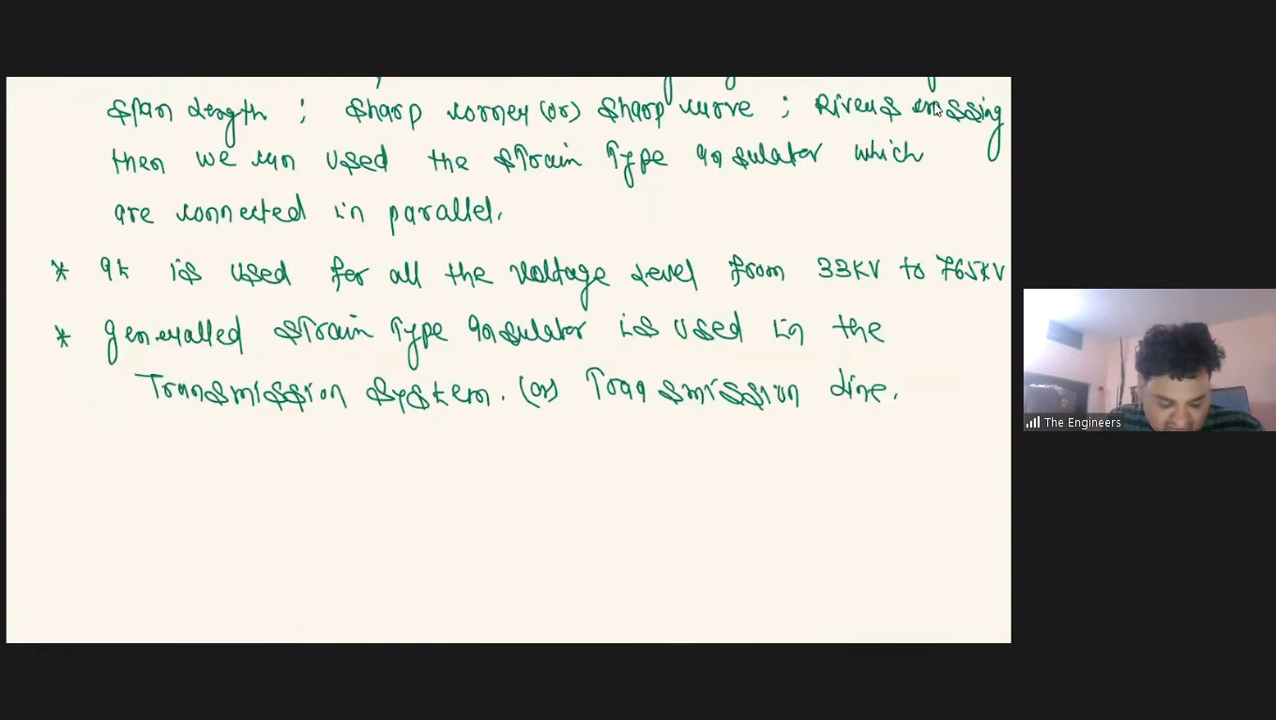 span Length ; sharp corner (or) sharp curve ; Rivers crossing
then we can used the strain Type insulator which
are connected in parallel.
* It is used for all the Voltage Level from 33KV to 765KV
* generalled strain Type insulator is used in the
Transmission system. (or) Transmission Line.
The Engineers